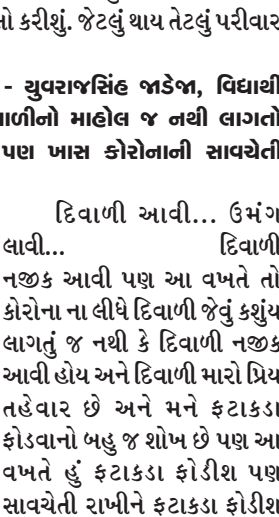 ો કરીશું. જેટલું થાય તેટલું પરીવાર
- યુવરાજસિંહ જાડેજા, વિદ્યાર્થી
ાળીનો માહોલ જ નથી લાગતો
પણ ખાસ કોરોનાની સાવચેતી
દિવાળી આવી... ઉમંગ
લાવી... દિવાળી
નજીક આવી પણ આ વખતે તો
કોરોના ના લીધે દિવાળી જેવું કશુંય
લાગતું જ નથી કે દિવાળી નજીક
આવી હોય અને દિવાળી મારો પ્રિય
તહેવાર છે અને મને ફટાકડા
ફોડવાનો બહુ જ શોખ છે પણ આ
વખતે હું ફટાકડા ફોડીશ પણ
સાવચેતી રાખીને ફટાકડા ફોડીશ